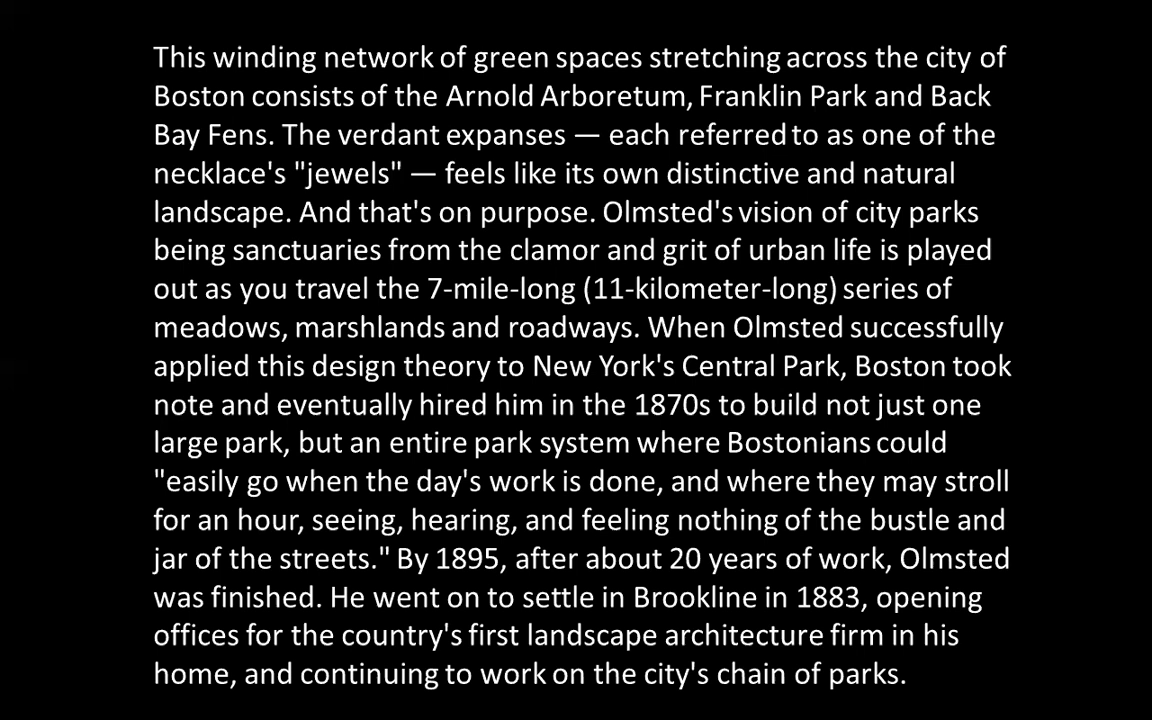 This winding network of green spaces stretching across the city of
Boston consists of the Arnold Arboretum, Franklin Park and Back
Bay Fens. The verdant expanses — each referred to as one of the
necklace's "jewels" — feels like its own distinctive and natural
landscape. And that's on purpose. Olmsted's vision of city parks
being sanctuaries from the clamor and grit of urban life is played
out as you travel the 7-mile-long (11-kilometer-long) series of
meadows, marshlands and roadways. When Olmsted successfully
applied this design theory to New York's Central Park, Boston took
note and eventually hired him in the 1870s to build not just one
large park, but an entire park system where Bostonians could
"easily go when the day's work is done, and where they may stroll
for an hour, seeing, hearing, and feeling nothing of the bustle and
jar of the streets." By 1895, after about 20 years of work, Olmsted
was finished. He went on to settle in Brookline in 1883, opening
offices for the country's first landscape architecture firm in his
home, and continuing to work on the city's chain of parks.